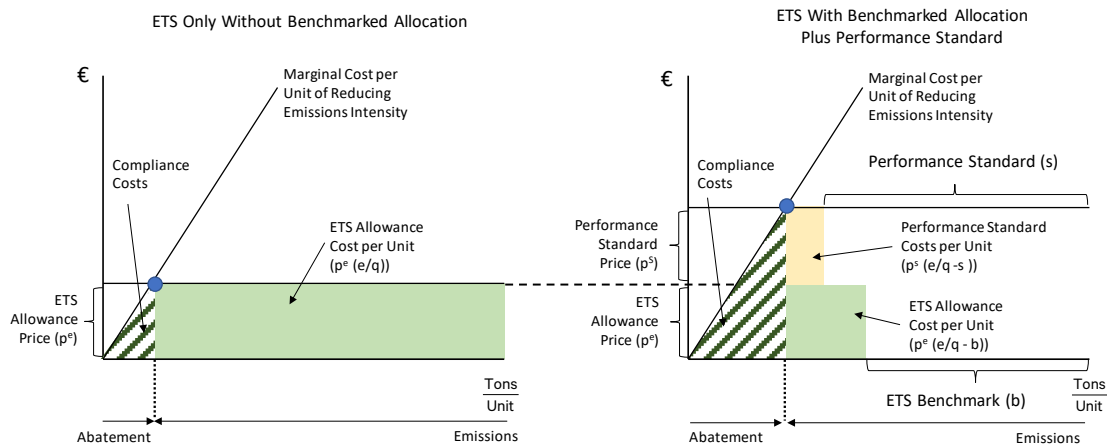 ETS Only Without Benchmarked Allocation
€
Marginal Cost per
Unit of Reducing
Emissions Intensity
Compliance
Costs
ETS Allowance
Cost per Unit
(pᵉ (e/q))
ETS
Allowance
Price (pᵉ)
Tons
Unit
Abatement
Emissions
ETS With Benchmarked Allocation
Plus Performance Standard
€
Marginal Cost per
Unit of Reducing
Emissions Intensity
Compliance
Costs
Performance Standard (s)
Performance
Standard
Price (pˢ)
Performance Standard
Costs per Unit
(pˢ (e/q -s ))
ETS
Allowance
Price (pᵉ)
ETS Allowance
Cost per Unit
(pᵉ (e/q - b))
ETS Benchmark (b)
Tons
Unit
Abatement
Emissions